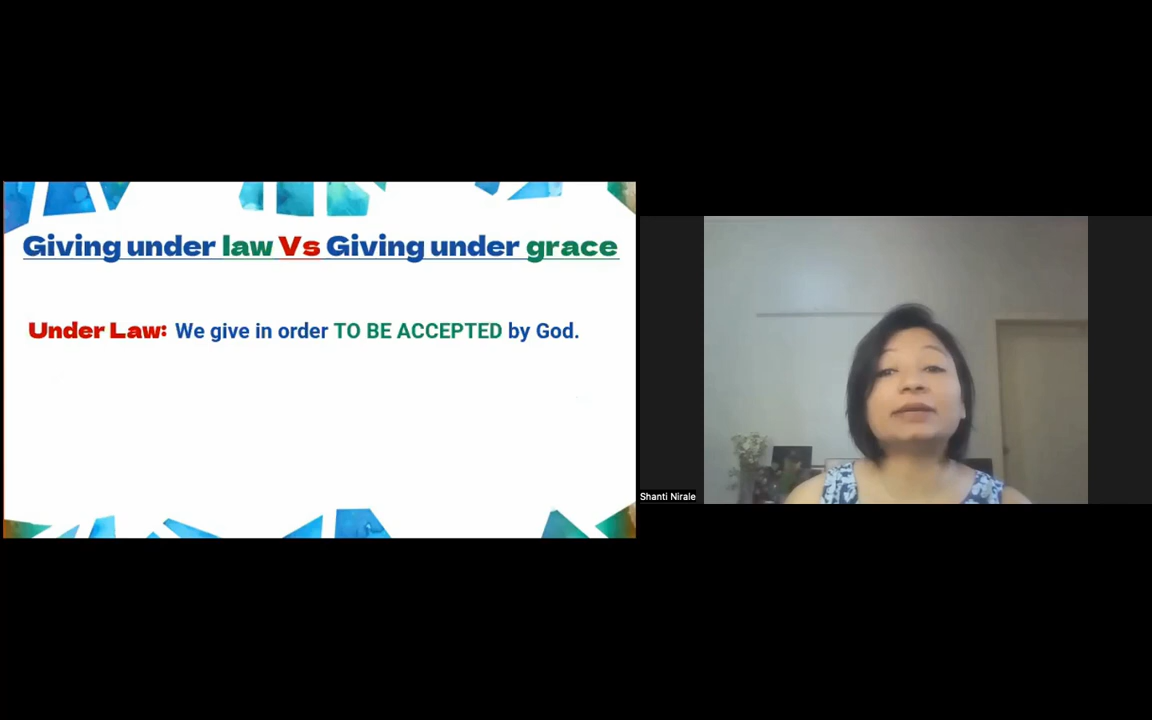 Giving under law Vs Giving under grace
Under Law: We give in order TO BE ACCEPTED by God.
Shanti Nirale